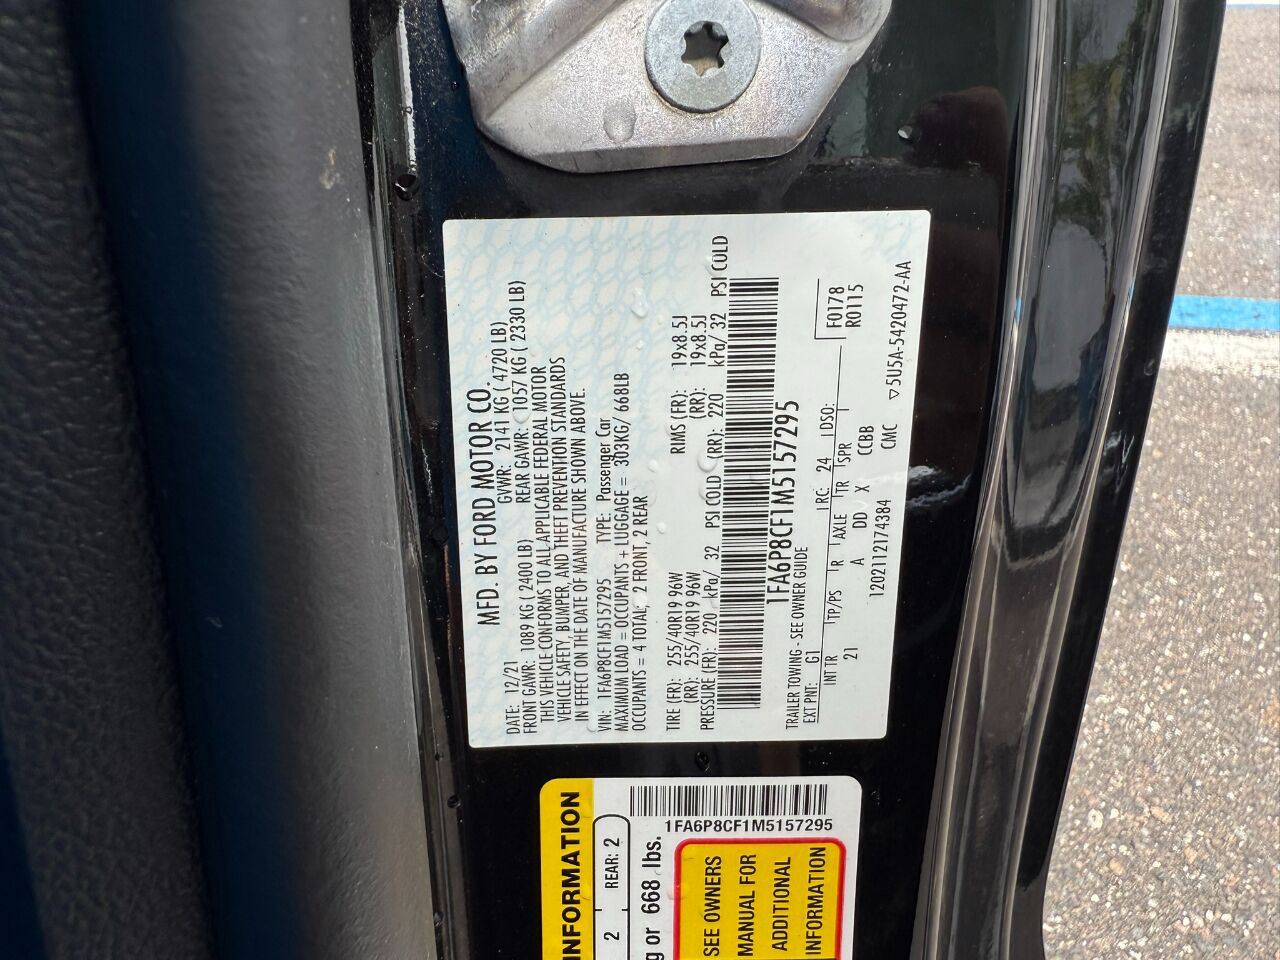 MFD. BY FORD MOTOR CO.
DATE: 12/21 GVWR: 2141 KG ( 4720 LB)
FRONT GAWR: 1089 KG ( 2400 LB) REAR GAWR: 1057 KG ( 2330 LB)
THIS VEHICLE CONFORMS TO ALL APPLICABLE FEDERAL MOTOR
VEHICLE SAFETY, BUMPER, AND THEFT PREVENTION STANDARDS
IN EFFECT ON THE DATE OF MANUFACTURE SHOWN ABOVE.
VIN: 1FA6P8CF1M5157295 TYPE: Passenger Car
MAXIMUM LOAD = OCCUPANTS + LUGGAGE = 303KG/ 668LB
OCCUPANTS = 4 TOTAL; 2 FRONT, 2 REAR
TIRE (FR): 255/40R19 96W RIMS (FR): 19x8.5J
(RR): 255/40R19 96W (RR): 19x8.5J
PRESSURE (FR): 220 kPa/ 32 PSI COLD (RR): 220 kPa/ 32 PSI COLD
1FA6P8CF1M5157295
TRAILER TOWING - SEE OWNER GUIDE
EXT PNT: G1 RC: 24 DSO: F0178
R0115
INT TR TP/PS R AXLE TR SPR
21 A DD X CCBB
120211217​4384 CMC ▽5U5A-5420472-AA
INFORMATION
2 REAR: 2
g or 668 lbs.
1FA6P8CF1M5157295
SEE OWNERS
MANUAL FOR
ADDITIONAL
INFORMATION